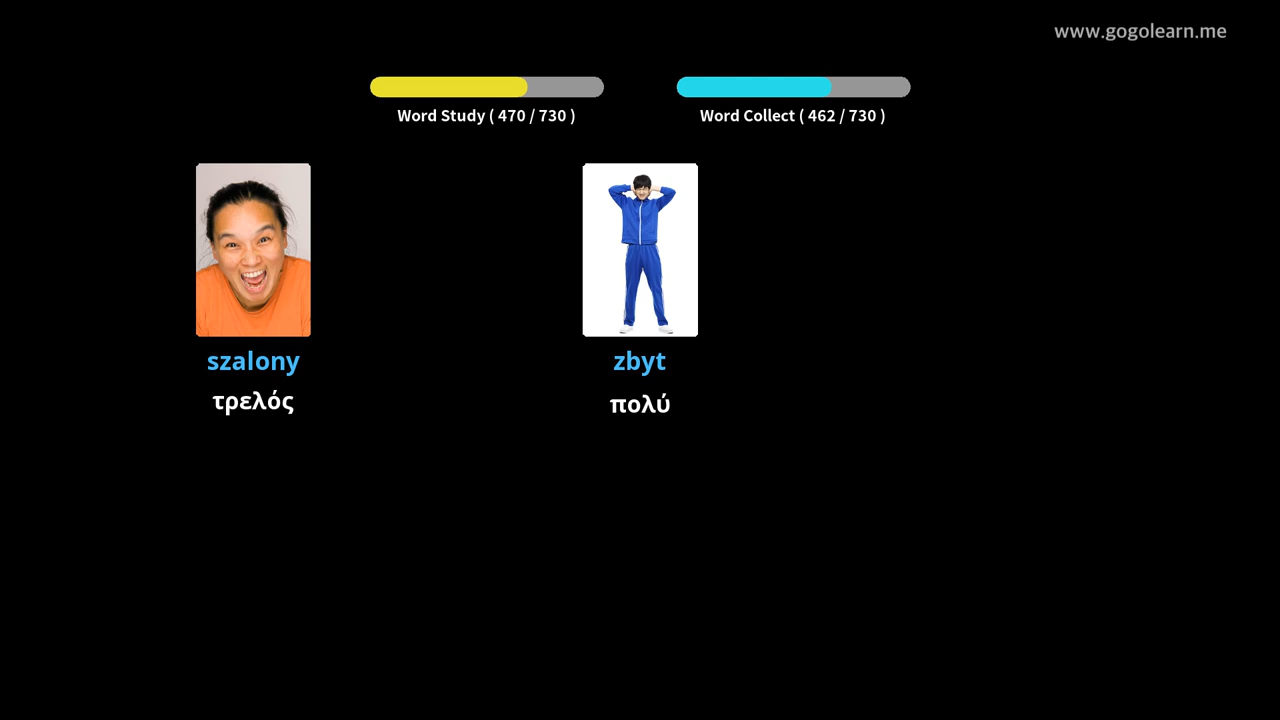 www.gogolearn.me
Word Study ( 470 / 730 )
Word Collect ( 462 / 730 )
szalony
τρελός
zbyt
πολύ